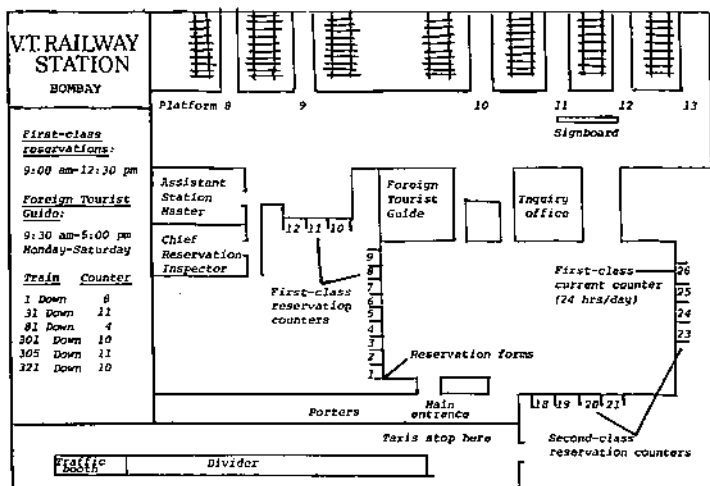 V.T. RAILWAY
STATION
BOMBAY
First-class
reservations:
9:00 am-12:30 pm
Foreign Tourist
Guide:
9:30 am-5:00 pm
Monday-Saturday
Train Counter
1 Down 8
31 Down 11
81 Down 4
301 Down 10
305 Down 11
321 Down 10
Platform 8 9 10 11 12 13
Signboard
Assistant
Station
Master
Chief
Reservation
Inspector
12 11 10
First-class
reservation
counters
Foreign
Tourist
Guide
Inquiry
office
9
8
7
6
5
4
3
2
1
Reservation forms
First-class
current counter
(24 hrs/day)
26
25
24
23
18 19 20 21
Second-class
reservation counters
Main
entrance
Porters
Taxis stop here
Traffic
booth
Divider